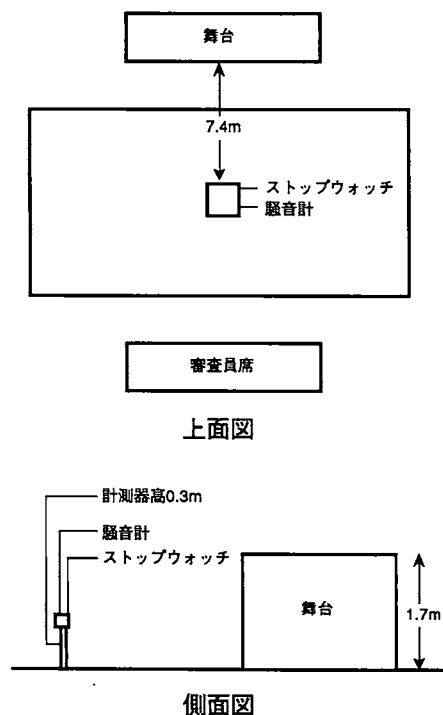 舞台
7.4m
ストップウォッチ
騒音計
審査員席
上面図
計測器高0.3m
騒音計
ストップウォッチ
舞台
1.7m
側面図